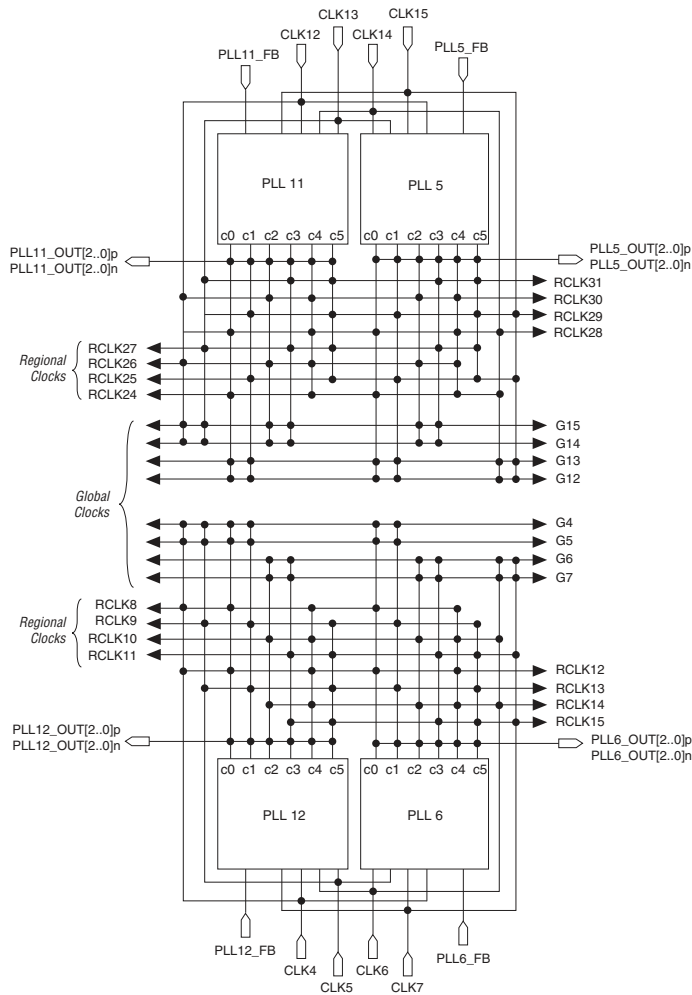 CLK13 CLK15
CLK12 CLK14
PLL11_FB PLL5_FB
PLL 11 PLL 5
c0 c1 c2 c3 c4 c5 c0 c1 c2 c3 c4 c5
PLL11_OUT[2..0]p PLL5_OUT[2..0]p
PLL11_OUT[2..0]n PLL5_OUT[2..0]n
RCLK31
RCLK30
RCLK29
RCLK28
Regional
Clocks
RCLK27
RCLK26
RCLK25
RCLK24
G15
G14
G13
G12
Global
Clocks
G4
G5
G6
G7
Regional
Clocks
RCLK8
RCLK9
RCLK10
RCLK11
RCLK12
RCLK13
RCLK14
RCLK15
PLL12_OUT[2..0]p PLL6_OUT[2..0]p
PLL12_OUT[2..0]n PLL6_OUT[2..0]n
c0 c1 c2 c3 c4 c5 c0 c1 c2 c3 c4 c5
PLL 12 PLL 6
PLL12_FB PLL6_FB
CLK4 CLK6
CLK5 CLK7